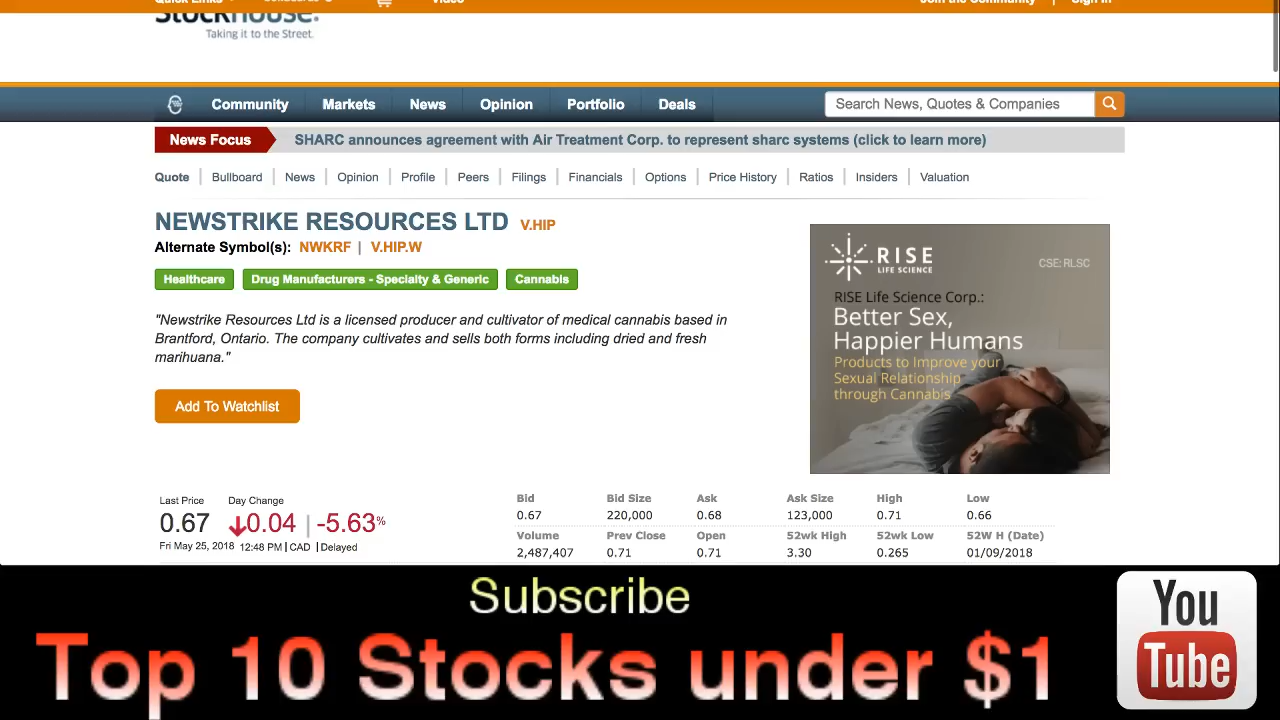 Quick Links
Video
Join the Community | Sign In
Stockhouse.
Taking it to the Street.
Community Markets News Opinion Portfolio Deals
Search News, Quotes & Companies
News Focus SHARC announces agreement with Air Treatment Corp. to represent sharc systems (click to learn more)
Quote | Bullboard | News | Opinion | Profile | Peers | Filings | Financials | Options | Price History | Ratios | Insiders | Valuation
NEWSTRIKE RESOURCES LTD V.HIP
Alternate Symbol(s): NWKRF | V.HIP.W
Healthcare Drug Manufacturers - Specialty & Generic Cannabis
"Newstrike Resources Ltd is a licensed producer and cultivator of medical cannabis based in
Brantford, Ontario. The company cultivates and sells both forms including dried and fresh
marihuana."
Add To Watchlist
RISE
LIFE SCIENCE
CSE: RLSC
RISE Life Science Corp.:
Better Sex,
Happier Humans
Products to Improve your
Sexual Relationship
through Cannabis
Last Price Day Change
0.67 0.04 | -5.63%
Fri May 25, 2018 12:48 PM | CAD | Delayed
Bid Bid Size Ask Ask Size High Low
0.67 220,000 0.68 123,000 0.71 0.66
Volume Prev Close Open 52wk High 52wk Low 52W H (Date)
2,487,407 0.71 0.71 3.30 0.265 01/09/2018
Subscribe
Top 10 Stocks under $1
You
Tube